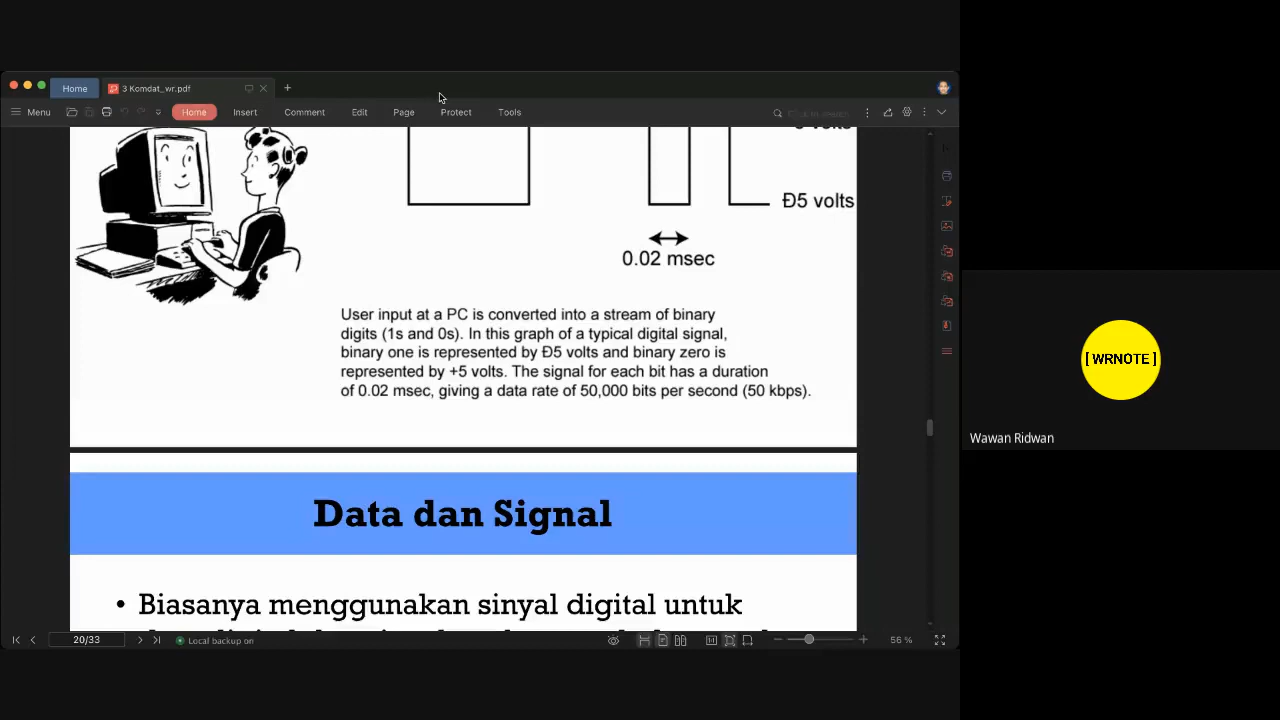 Home
3 Komdat_wr.pdf
Menu
Home
Insert
Comment
Edit
Page
Protect
Tools
volts
Ð5 volts
0.02 msec
User input at a PC is converted into a stream of binary
digits (1s and 0s). In this graph of a typical digital signal,
binary one is represented by Ð5 volts and binary zero is
represented by +5 volts. The signal for each bit has a duration
of 0.02 msec, giving a data rate of 50,000 bits per second (50 kbps).
Data dan Signal
• Biasanya menggunakan sinyal digital untuk
20/33
Local backup on
56 %
[ WRNOTE ]
Wawan Ridwan